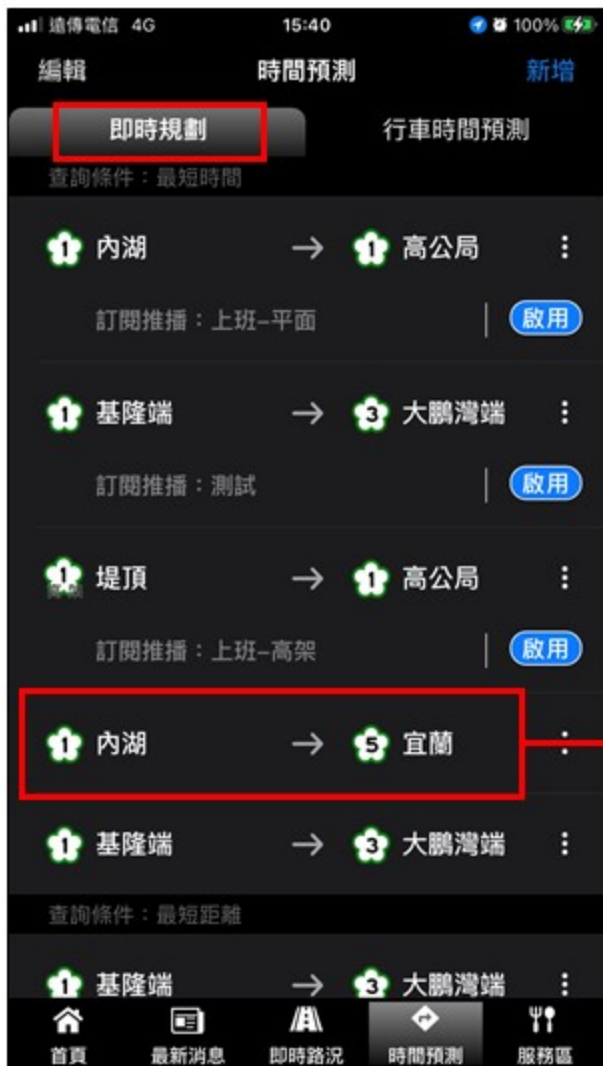 遠傳電信 4G 15:40 100%
編輯 時間預測 新增
即時規劃 行車時間預測
查詢條件：最短時間
1 內湖 → 1 高公局
訂閱推播：上班-平面 | 啟用
1 基隆端 → 3 大鵬灣端
訂閱推播：測試 | 啟用
1 堤頂 → 1 高公局
訂閱推播：上班-高架 | 啟用
1 內湖 → 5 宜蘭
1 基隆端 → 3 大鵬灣端
查詢條件：最短距離
1 基隆端 → 3 大鵬灣端
首頁 最新消息 即時路況 時間預測 服務區